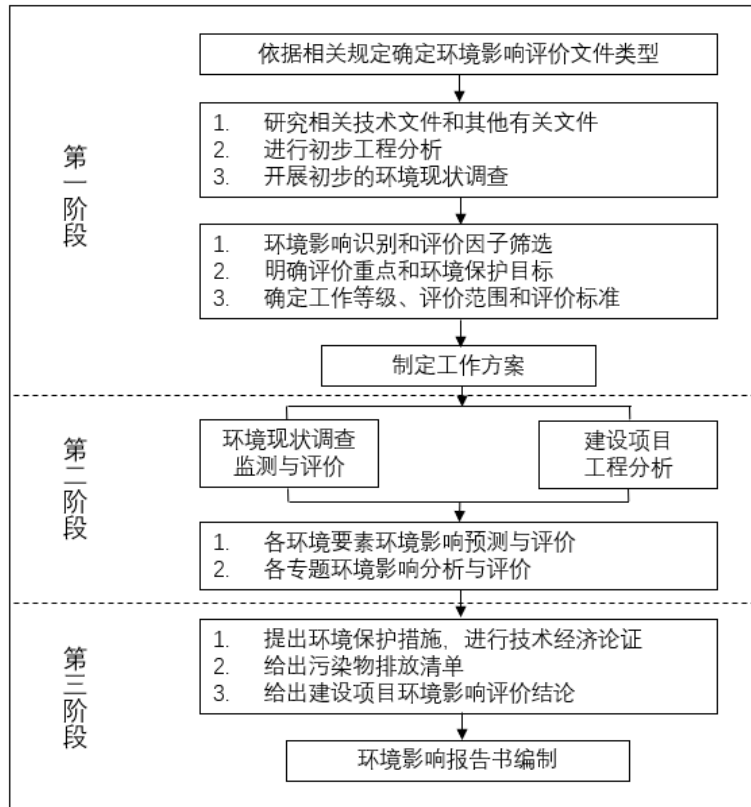 依据相关规定确定环境影响评价文件类型
1. 研究相关技术文件和其他有关文件
2. 进行初步工程分析
3. 开展初步的环境现状调查
第一阶段
1. 环境影响识别和评价因子筛选
2. 明确评价重点和环境保护目标
3. 确定工作等级、评价范围和评价标准
制定工作方案
第二阶段
环境现状调查
监测与评价
建设项目
工程分析
1. 各环境要素环境影响预测与评价
2. 各专题环境影响分析与评价
第三阶段
1. 提出环境保护措施，进行技术经济论证
2. 给出污染物排放清单
3. 给出建设项目环境影响评价结论
环境影响报告书编制